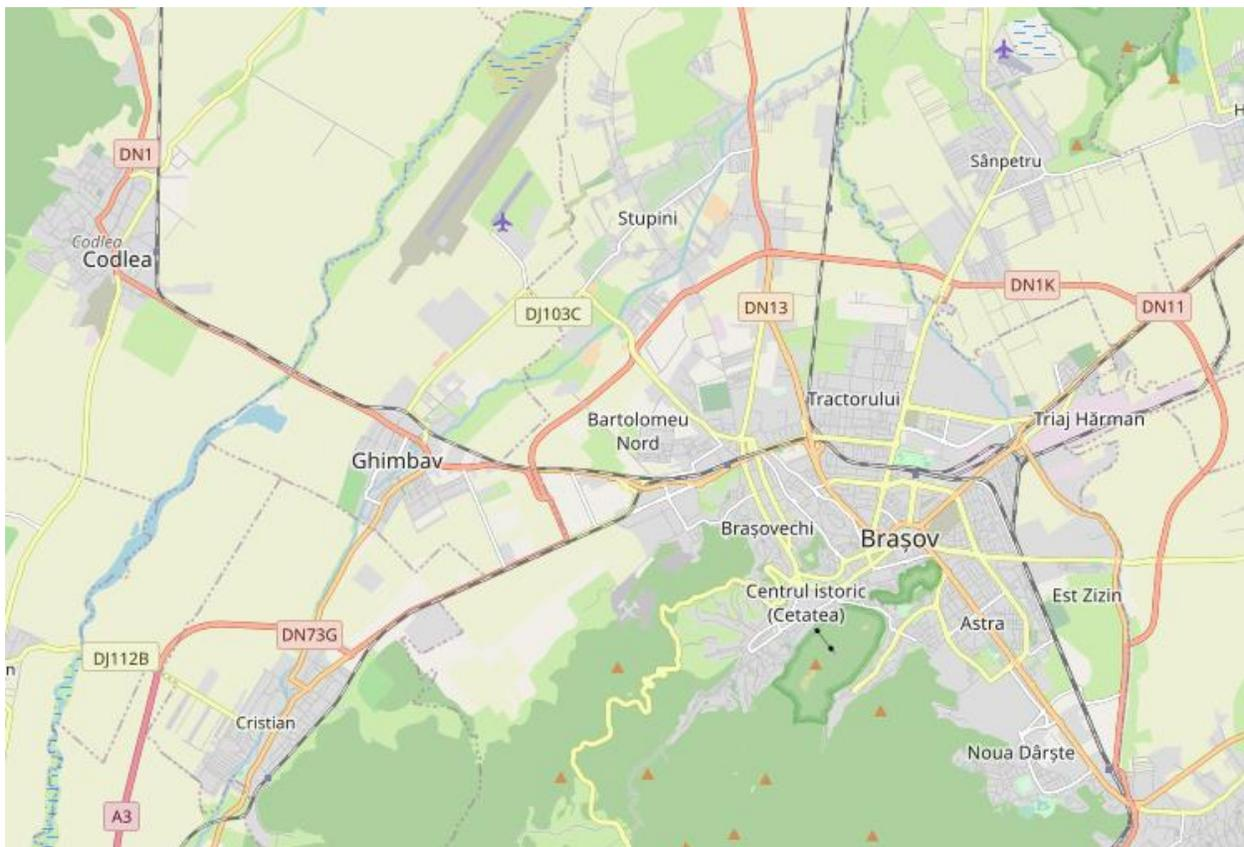 DN1
Sânpetru
H
Stupini
Codlea
Codlea
DN1K
DN11
DJ103C
DN13
Tractorului
Bartolomeu
Nord
Triaj Hărman
Ghimbav
Brașovechi
Brașov
Centrul istoric
(Cetatea)
Est Zizin
Astra
DN73G
DJ112B
n
Cristian
Noua Dârște
A3